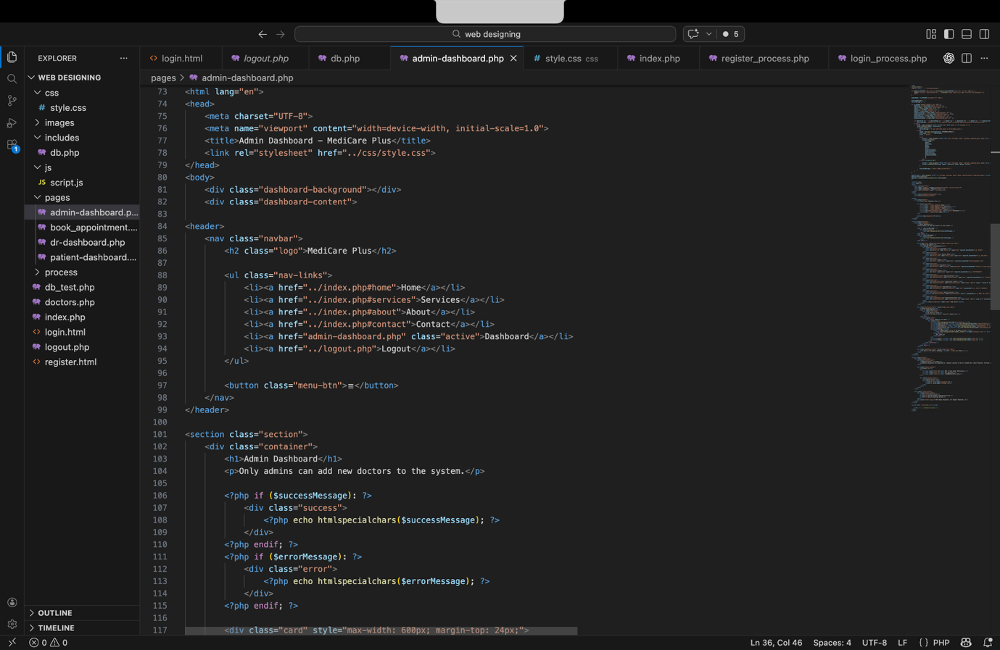 web designing
5
EXPLORER
login.html
logout.php
db.php
admin-dashboard.php
style.css css
index.php
register_process.php
login_process.php
pages > admin-dashboard.php
WEB DESIGNING
css
style.css
images
includes
db.php
js
JS script.js
pages
admin-dashboard.p...
book_appointment....
dr-dashboard.php
patient-dashboard....
process
db_test.php
doctors.php
index.php
login.html
logout.php
register.html
OUTLINE
TIMELINE
1
73 <html lang="en">
74 <head>
75 <meta charset="UTF-8">
76 <meta name="viewport" content="width=device-width, initial-scale=1.0">
77 <title>Admin Dashboard - MediCare Plus</title>
78 <link rel="stylesheet" href="../css/style.css">
79 </head>
80 <body>
81 <div class="dashboard-background"></div>
82 <div class="dashboard-content">
83
84 <header>
85 <nav class="navbar">
86 <h2 class="logo">MediCare Plus</h2>
87
88 <ul class="nav-links">
89 <li><a href="../index.php#home">Home</a></li>
90 <li><a href="../index.php#services">Services</a></li>
91 <li><a href="../index.php#about">About</a></li>
92 <li><a href="../index.php#contact">Contact</a></li>
93 <li><a href="admin-dashboard.php" class="active">Dashboard</a></li>
94 <li><a href="../logout.php">Logout</a></li>
95 </ul>
96
97 <button class="menu-btn">≡</button>
98 </nav>
99 </header>
100
101 <section class="section">
102 <div class="container">
103 <h1>Admin Dashboard</h1>
104 <p>Only admins can add new doctors to the system.</p>
105
106 <?php if ($successMessage): ?>
107 <div class="success">
108 <?php echo htmlspecialchars($successMessage); ?>
109 </div>
110 <?php endif; ?>
111 <?php if ($errorMessage): ?>
112 <div class="error">
113 <?php echo htmlspecialchars($errorMessage); ?>
114 </div>
115 <?php endif; ?>
116
117 <div class="card" style="max-width: 600px; margin-top: 24px;">
0 0
Ln 36, Col 46
Spaces: 4
UTF-8
LF
{ } PHP